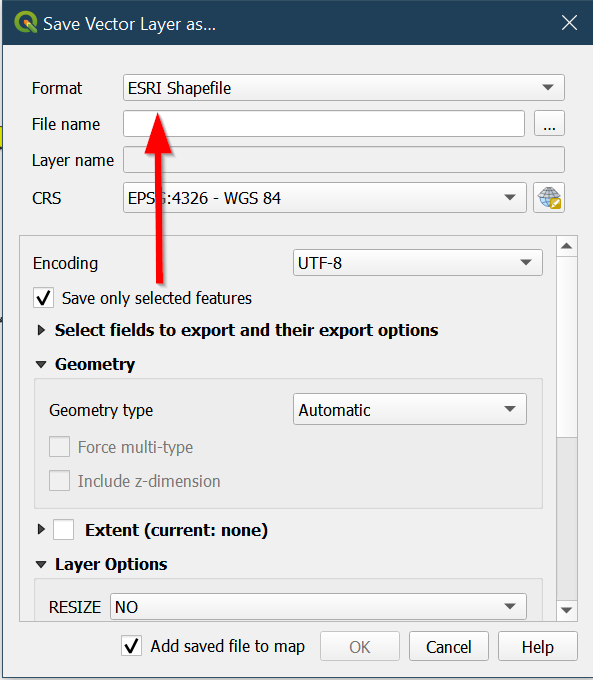 Save Vector Layer as...
Format ESRI Shapefile
File name ...
Layer name
CRS EPSG:4326 - WGS 84
Encoding UTF-8
Save only selected features
Select fields to export and their export options
Geometry
Geometry type Automatic
Force multi-type
Include z-dimension
Extent (current: none)
Layer Options
RESIZE NO
Add saved file to map OK Cancel Help